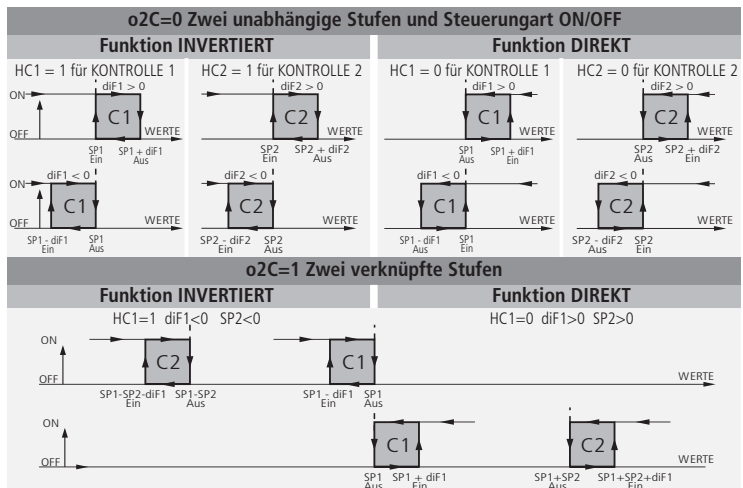 o2C=0 Zwei unabhängige Stufen und Steuerungart ON/OFF
Funktion INVERTIERT
Funktion DIREKT
HC1 = 1 für KONTROLLE 1
HC2 = 1 für KONTROLLE 2
HC1 = 0 für KONTROLLE 1
HC2 = 0 für KONTROLLE 2
diF1 > 0
diF2 > 0
diF1 > 0
diF2 > 0
ON
C1
C2
C1
C2
OFF
WERTE
WERTE
WERTE
WERTE
SP1
Ein
SP1 + diF1
Aus
SP2
Ein
SP2 + diF2
Aus
SP1
Aus
SP1 + diF1
Ein
SP2
Aus
SP2 + diF2
Ein
diF1 < 0
diF2 < 0
diF1 < 0
diF2 < 0
ON
C1
C2
C1
C2
OFF
WERTE
WERTE
WERTE
WERTE
SP1 - diF1
Ein
SP1
Aus
SP2 - diF2
Ein
SP2
Aus
SP1 - diF1
Aus
SP1
Ein
SP2 - diF2
Aus
SP2
Ein
o2C=1 Zwei verknüpfte Stufen
Funktion INVERTIERT
Funktion DIREKT
HC1=1 diF1<0 SP2<0
HC1=0 diF1>0 SP2>0
ON
C2
C1
OFF
WERTE
SP1-SP2-diF1
Ein
SP1-SP2
Aus
SP1 - diF1
Ein
SP1
Aus
ON
C1
C2
OFF
WERTE
SP1
Aus
SP1 + diF1
Ein
SP1+SP2
Aus
SP1+SP2+diF1
Ein